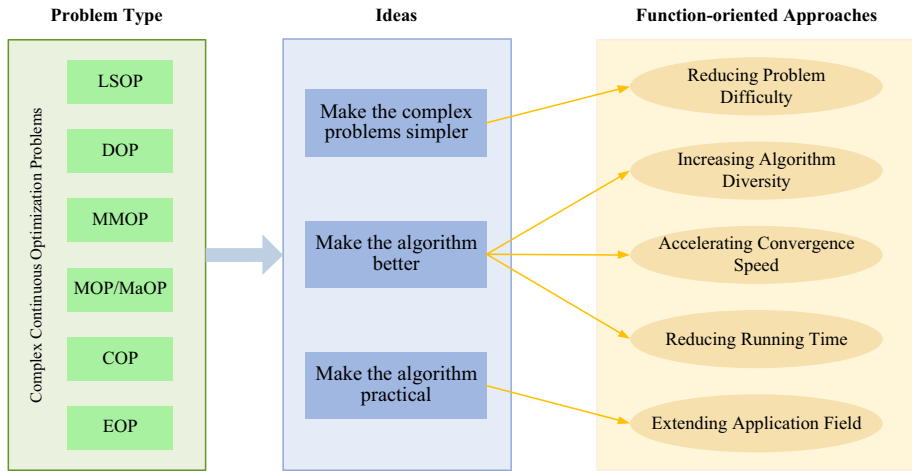 Problem Type
Complex Continuous Optimization Problems
LSOP
DOP
MMOP
MOP/MaOP
COP
EOP
Ideas
Make the complex
problems simpler
Make the algorithm
better
Make the algorithm
practical
Function-oriented Approaches
Reducing Problem
Difficulty
Increasing Algorithm
Diversity
Accelerating Convergence
Speed
Reducing Running Time
Extending Application Field